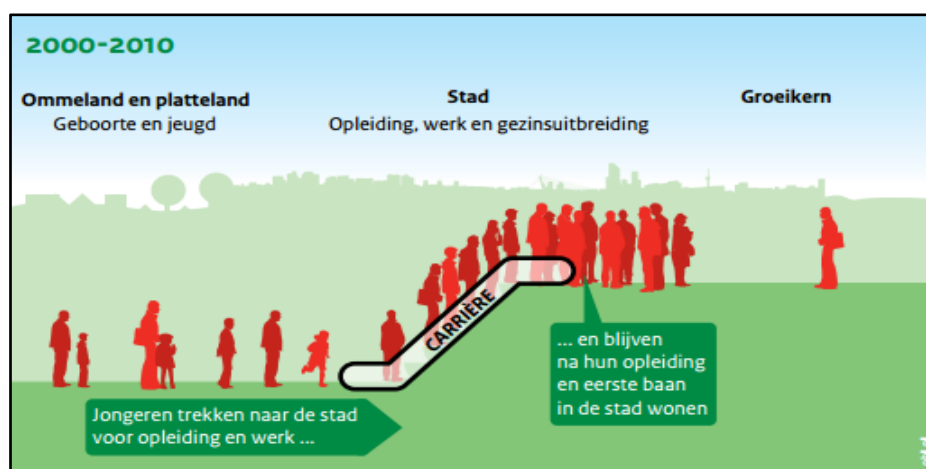 2000-2010
Ommeland en platteland
Geboorte en jeugd
Stad
Opleiding, werk en gezinsuitbreiding
Groeikern
CARRIÈRE
Jongeren trekken naar de stad
voor opleiding en werk ...
... en blijven
na hun opleiding
en eerste baan
in de stad wonen